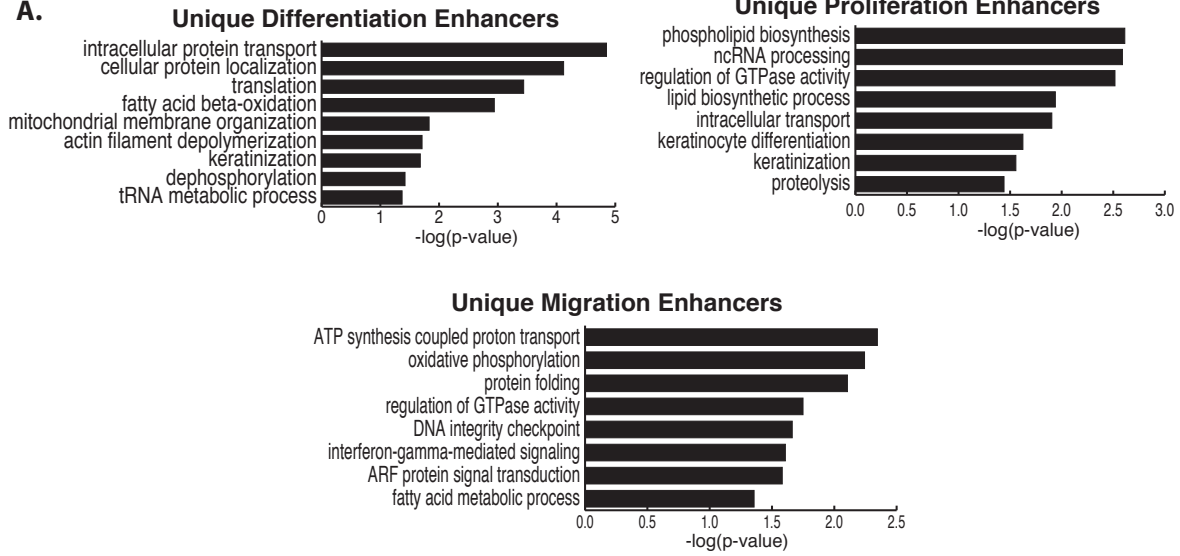 A.
Unique Differentiation Enhancers
intracellular protein transport
cellular protein localization
translation
fatty acid beta-oxidation
mitochondrial membrane organization
actin filament depolymerization
keratinization
dephosphorylation
tRNA metabolic process
0 1 2 3 4 5
-log(p-value)
Unique Proliferation Enhancers
phospholipid biosynthesis
ncRNA processing
regulation of GTPase activity
lipid biosynthetic process
intracellular transport
keratinocyte differentiation
keratinization
proteolysis
0.0 0.5 1.0 1.5 2.0 2.5 3.0
-log(p-value)
Unique Migration Enhancers
ATP synthesis coupled proton transport
oxidative phosphorylation
protein folding
regulation of GTPase activity
DNA integrity checkpoint
interferon-gamma-mediated signaling
ARF protein signal transduction
fatty acid metabolic process
0.0 0.5 1.0 1.5 2.0 2.5
-log(p-value)